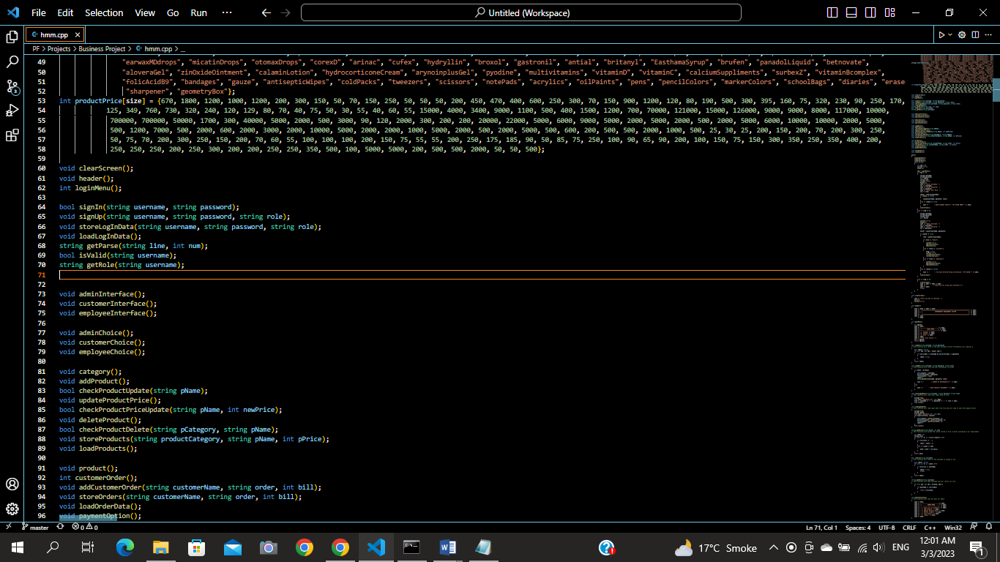 File Edit Selection View Go Run ··· Untitled (Workspace)
hmm.cpp
PF > Projects > Business Project > hmm.cpp > ...
49 "earwaxMDdrops", "micatinDrops", "otomaxDrops", "corexD", "arinac", "cufex", "hydryllin", "broxol", "gastronil", "antial", "britanyl", "EasthamaSyrup", "brufen", "panadolLiquid", "betnovate",
50 "aloveraGel", "zinOxideOintment", "calaminLotion", "hydrocorticoneCream", "arynoinplusGel", "pyodine", "multivitamins", "vitaminD", "vitaminC", "calciumSuppliments", "surbexZ", "vitaminBcomplex",
51 "folicAcidB9", "bandages", "gauze", "antisepticWipes", "coldPacks", "tweezers", "scissors", "notePads", "acrylics", "oilPaints", "pens", "pencilColors", "markerColors", "schoolBags", "diaries", "erase
52 "sharpener", "geometryBox"};
53 int productPrice[size] = {670, 1800, 1200, 1000, 1200, 200, 300, 150, 50, 70, 150, 250, 50, 50, 50, 200, 450, 470, 400, 600, 250, 300, 70, 150, 900, 1200, 120, 80, 190, 500, 300, 395, 160, 75, 320, 230, 90, 250, 170,
54 125, 349, 760, 730, 320, 240, 120, 129, 80, 70, 40, 75, 50, 30, 55, 40, 60, 55, 15000, 4000, 3400, 9000, 1100, 500, 400, 1500, 1200, 700, 70000, 121000, 15000, 126000, 9000, 9000, 8000, 117000, 10000,
55 700000, 700000, 50000, 1700, 300, 40000, 5000, 2000, 500, 3000, 90, 120, 2000, 300, 200, 200, 20000, 22000, 5000, 6000, 9000, 5000, 2000, 5000, 2000, 500, 2000, 5000, 6000, 10000, 10000, 2000, 5000,
56 500, 1200, 7000, 500, 2000, 600, 2000, 3000, 2000, 10000, 5000, 2000, 2000, 1000, 5000, 2000, 500, 2000, 5000, 500, 600, 200, 500, 500, 2000, 1000, 500, 25, 30, 25, 200, 150, 200, 70, 200, 300, 250,
57 50, 75, 70, 200, 300, 250, 150, 200, 70, 60, 55, 100, 100, 100, 200, 150, 75, 55, 55, 200, 250, 175, 185, 90, 50, 85, 75, 250, 100, 90, 65, 90, 200, 100, 150, 75, 150, 300, 350, 250, 350, 400, 200,
58 250, 250, 250, 200, 250, 300, 200, 200, 250, 250, 350, 500, 100, 5000, 5000, 200, 500, 500, 2000, 50, 50, 500};
59
60 void clearScreen();
61 void header();
62 int loginMenu();
63
64 bool signIn(string username, string password);
65 void signUp(string username, string password, string role);
66 void storeLogInData(string username, string password, string role);
67 void loadLogInData();
68 string getParse(string line, int num);
69 bool isValid(string username);
70 string getRole(string username);
71
72
73 void adminInterface();
74 void customerInterface();
75 void employeeInterface();
76
77 void adminChoice();
78 void customerChoice();
79 void employeeChoice();
80
81 void category();
82 void addProduct();
83 bool checkProductUpdate(string pName);
84 void updateProductPrice();
85 bool checkProductPriceUpdate(string pName, int newPrice);
86 void deleteProduct();
87 bool checkProductDelete(string pCategory, string pName);
88 void storeProducts(string productCategory, string pName, int pPrice);
89 void loadProducts();
90
91 void product();
92 int customerOrder();
93 void addCustomerOrder(string customerName, string order, int bill);
94 void storeOrders(string customerName, string order, int bill);
95 void loadOrderData();
96 void paymentOption();
master 0 0 Ln 71, Col 1 Spaces: 4 UTF-8 CRLF C++ Win32
17°C Smoke ENG 12:01 AM
3/3/2023 1